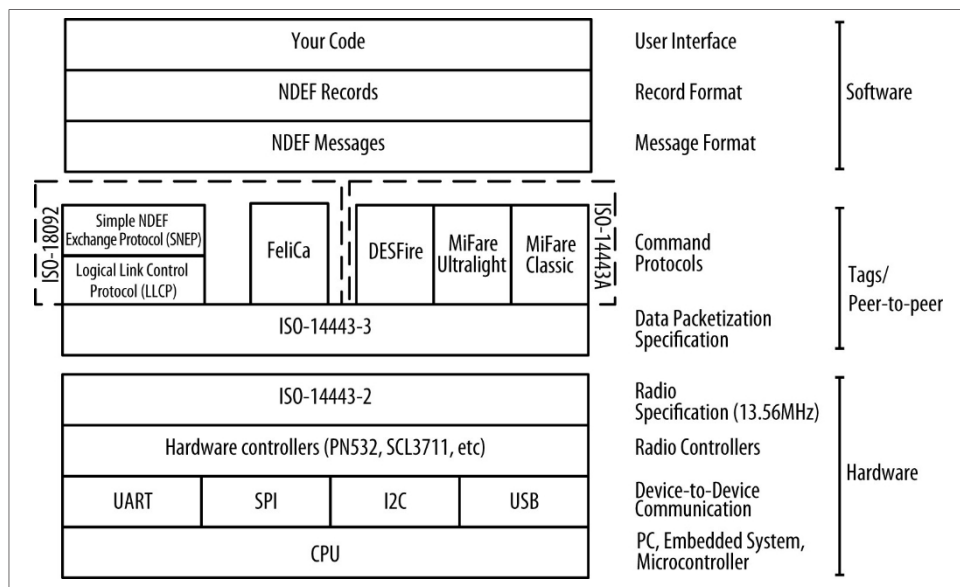 Your Code
User Interface
NDEF Records
Record Format
Software
NDEF Messages
Message Format
ISO-18092
Simple NDEF
Exchange Protocol (SNEP)
Logical Link Control
Protocol (LLCP)
FeliCa
DESFire
MiFare
Ultralight
MiFare
Classic
ISO-14443A
Command
Protocols
Tags/
Peer-to-peer
ISO-14443-3
Data Packetization
Specification
ISO-14443-2
Radio
Specification (13.56MHz)
Hardware controllers (PN532, SCL3711, etc)
Radio Controllers
Hardware
UART
SPI
I2C
USB
Device-to-Device
Communication
CPU
PC, Embedded System,
Microcontroller